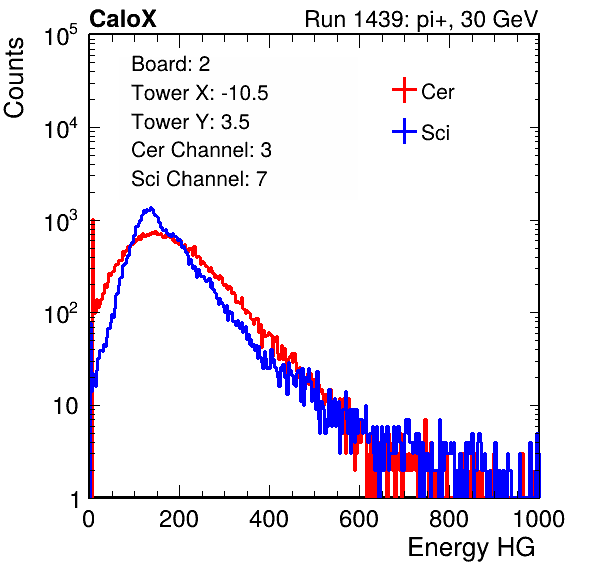 CaloX Run 1439: pi+, 30 GeV
Counts
Board: 2
Tower X: -10.5
Tower Y: 3.5
Cer Channel: 3
Sci Channel: 7
Cer
Sci
10^5
10^4
10^3
10^2
10
1
0 200 400 600 800 1000
Energy HG